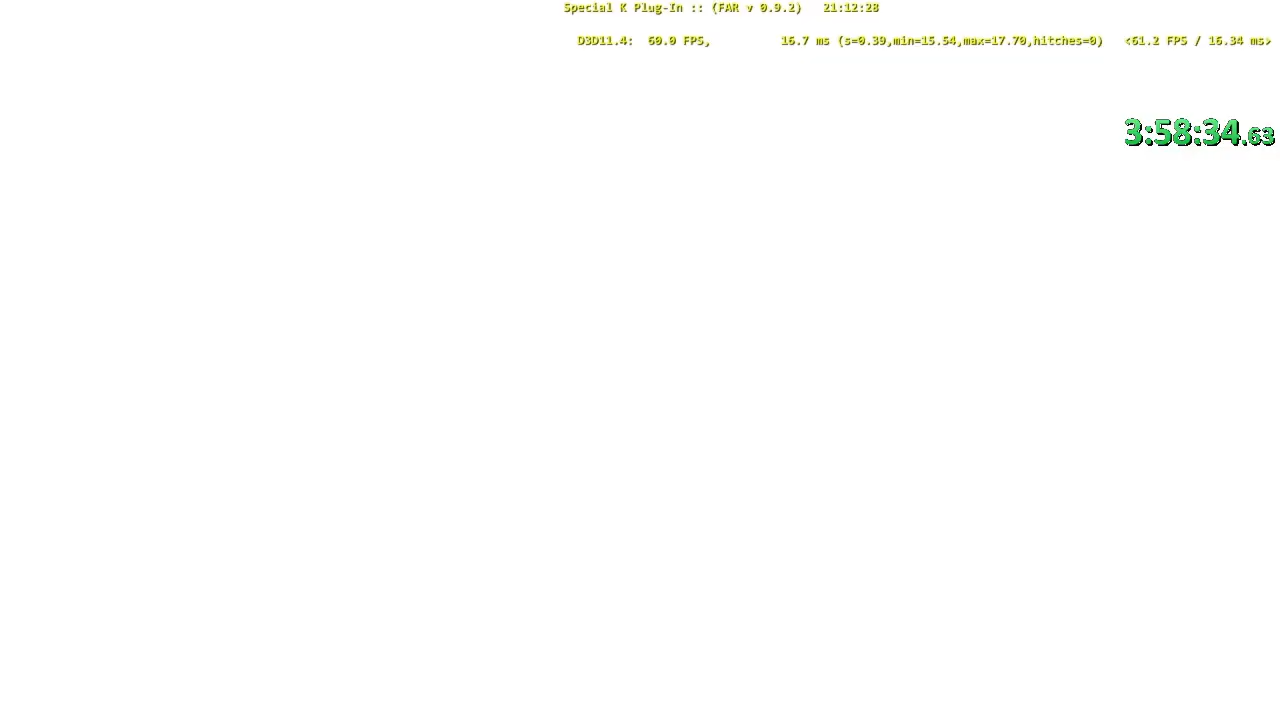 Special K Plug-In :: (FAR v 0.9.2)   21:12:28
D3D11.4:  60.0 FPS,          16.7 ms (s=0.39,min=15.54,max=17.70,hitches=0)   <61.2 FPS / 16.34 ms>
3:58:34.63